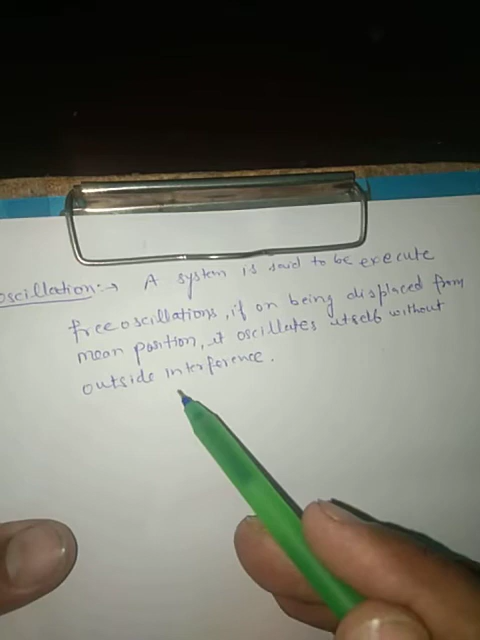 oscillation :→ A system is said to be execute
free oscillations, if on being displaced from
mean position, it oscillates itself without
outside interference.